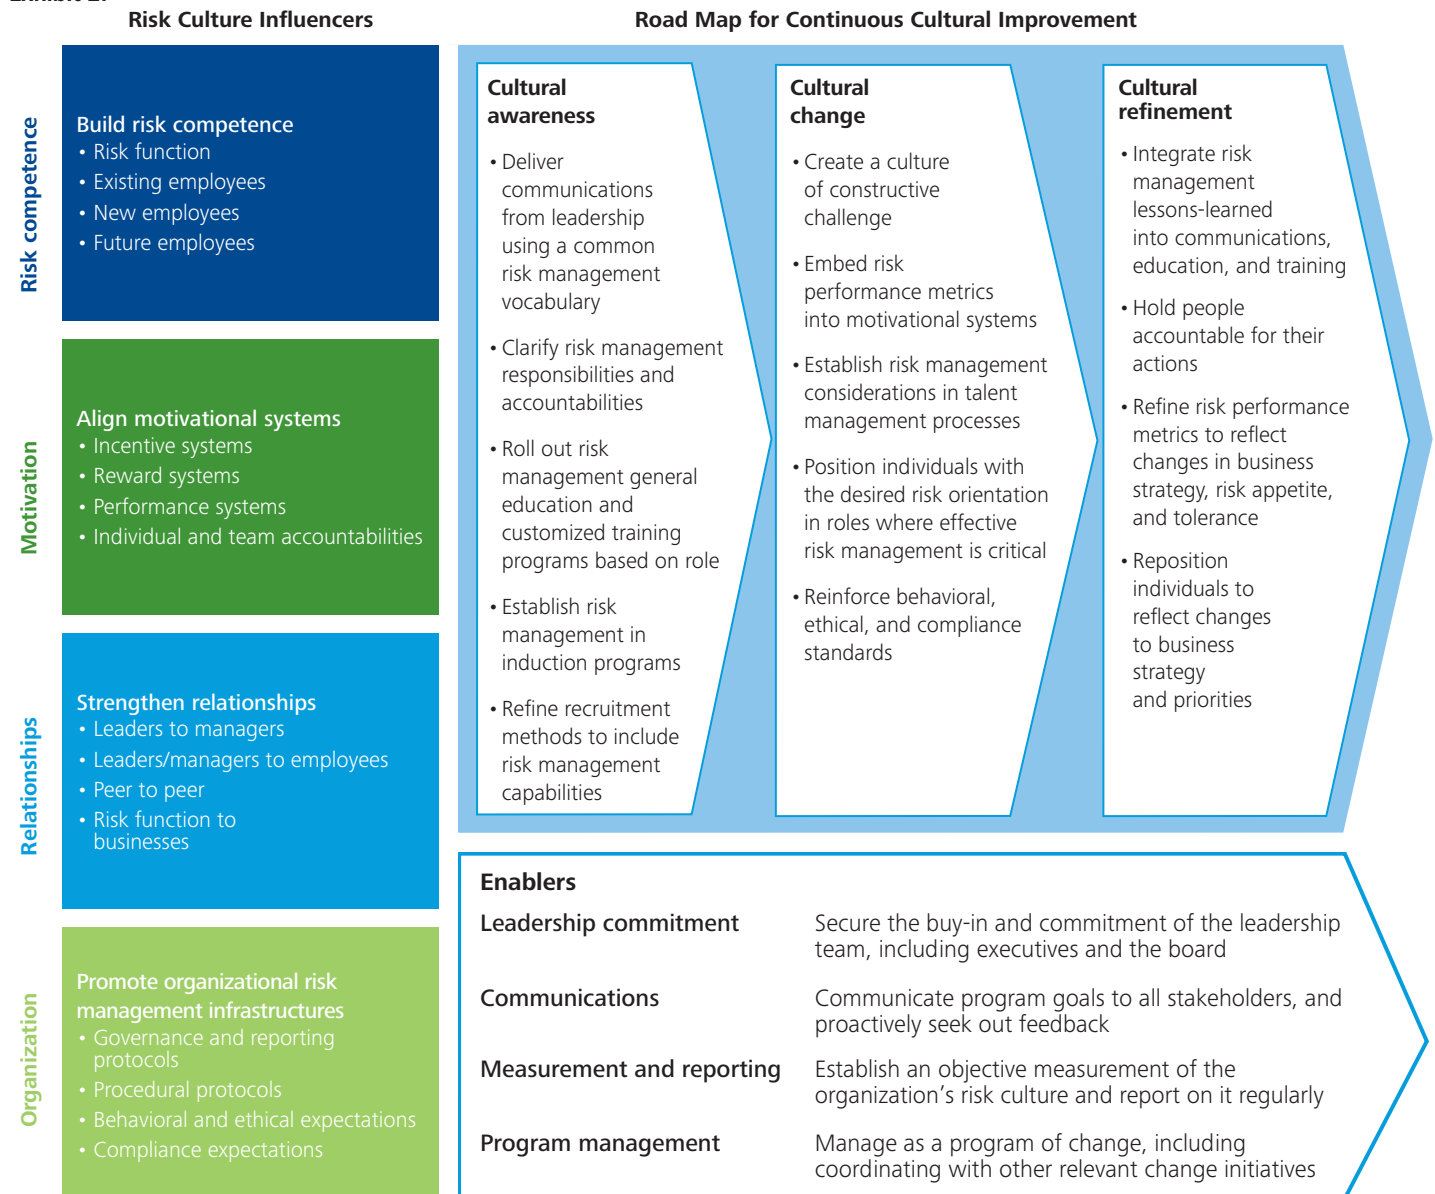 Risk Culture Influencers
Risk competence
Build risk competence
• Risk function
• Existing employees
• New employees
• Future employees
Motivation
Align motivational systems
• Incentive systems
• Reward systems
• Performance systems
• Individual and team accountabilities
Relationships
Strengthen relationships
• Leaders to managers
• Leaders/managers to employees
• Peer to peer
• Risk function to
businesses
Organization
Promote organizational risk
management infrastructures
• Governance and reporting
protocols
• Procedural protocols
• Behavioral and ethical expectations
• Compliance expectations
Road Map for Continuous Cultural Improvement
Cultural
awareness
• Deliver
communications
from leadership
using a common
risk management
vocabulary
• Clarify risk management
responsibilities and
accountabilities
• Roll out risk
management general
education and
customized training
programs based on role
• Establish risk
management in
induction programs
• Refine recruitment
methods to include
risk management
capabilities
Cultural
change
• Create a culture
of constructive
challenge
• Embed risk
performance metrics
into motivational systems
• Establish risk management
considerations in talent
management processes
• Position individuals with
the desired risk orientation
in roles where effective
risk management is critical
• Reinforce behavioral,
ethical, and compliance
standards
Cultural
refinement
• Integrate risk
management
lessons-learned
into communications,
education, and training
• Hold people
accountable for their
actions
• Refine risk performance
metrics to reflect
changes in business
strategy, risk appetite,
and tolerance
• Reposition
individuals to
reflect changes
to business
strategy
and priorities
Enablers
Leadership commitment
Secure the buy-in and commitment of the leadership
team, including executives and the board
Communications
Communicate program goals to all stakeholders, and
proactively seek out feedback
Measurement and reporting
Establish an objective measurement of the
organization’s risk culture and report on it regularly
Program management
Manage as a program of change, including
coordinating with other relevant change initiatives